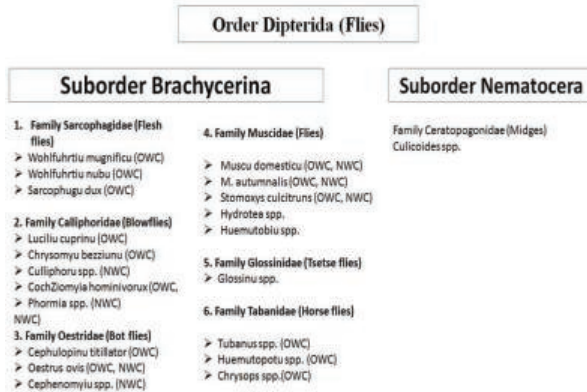 Order Dipterida (Flies)
Suborder Brachycerina
1. Family Sarcophagidae (Flesh
flies)
➢ Wohlfuhrtiu mugnificu (OWC)
➢ Wohlfuhrtiu nubu (OWC)
➢ Sarcophugu dux (OWC)
2. Family Calliphoridae (Blowflies)
➢ Luciliu cuprinu (OWC)
➢ Chrysomyu bezziunu (OWC)
➢ Culliphoru spp. (NWC)
➢ CochZiomyia hominivorux (OWC,
➢ Phormia spp. (NWC)
NWC)
3. Family Oestridae (Bot flies)
➢ Cephulopinu titillator (OWC)
➢ Oestrus ovis (OWC, NWC)
➢ Cephenomyiu spp. (NWC)
4. Family Muscidae (Flies)
➢ Muscu domesticu (OWC, NWC)
➢ M. autumnalis (OWC, NWC)
➢ Stomoxys culcitruns (OWC, NWC)
➢ Hydrotea spp.
➢ Huemutobiu spp.
5. Family Glossinidae (Tsetse flies)
➢ Glossinu spp.
6. Family Tabanidae (Horse flies)
➢ Tubanus spp. (OWC)
➢ Huemutopotu spp. (OWC)
➢ Chrysops spp.(OWC)
Suborder Nematocera
Family Ceratopogonidae (Midges)
Culicoides spp.